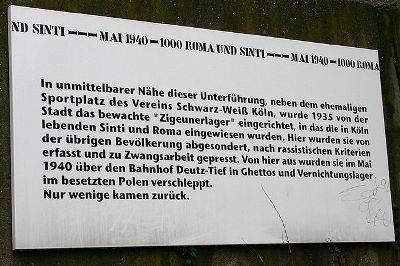 ND SINTI –––– MAI 1940–1000 ROMA UND SINTI –––– MAI 1940–1000 ROMA
In unmittelbarer Nähe dieser Unterführung, neben dem ehemaligen
Sportplatz des Vereins Schwarz-Weiß Köln, wurde 1935 von der
Stadt das bewachte "Zigeunerlager" eingerichtet, in das die in Köln
lebenden Sinti und Roma eingewiesen wurden. Hier wurden sie von
der übrigen Bevölkerung abgesondert, nach rassistischen Kriterien
erfasst und zu Zwangsarbeit gepresst. Von hier aus wurden sie im Mai
1940 über den Bahnhof Deutz-Tief in Ghettos und Vernichtungslager
im besetzten Polen verschleppt.
Nur wenige kamen zurück.